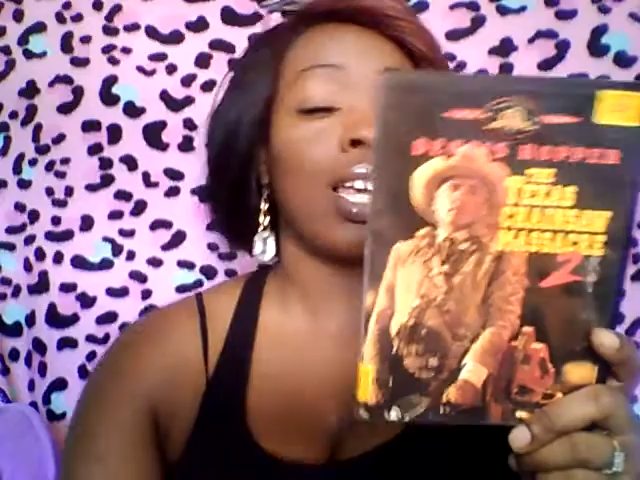 DENNIS HOPPER
THE
TEXAS
CHAINSAW
MASSACRE
2